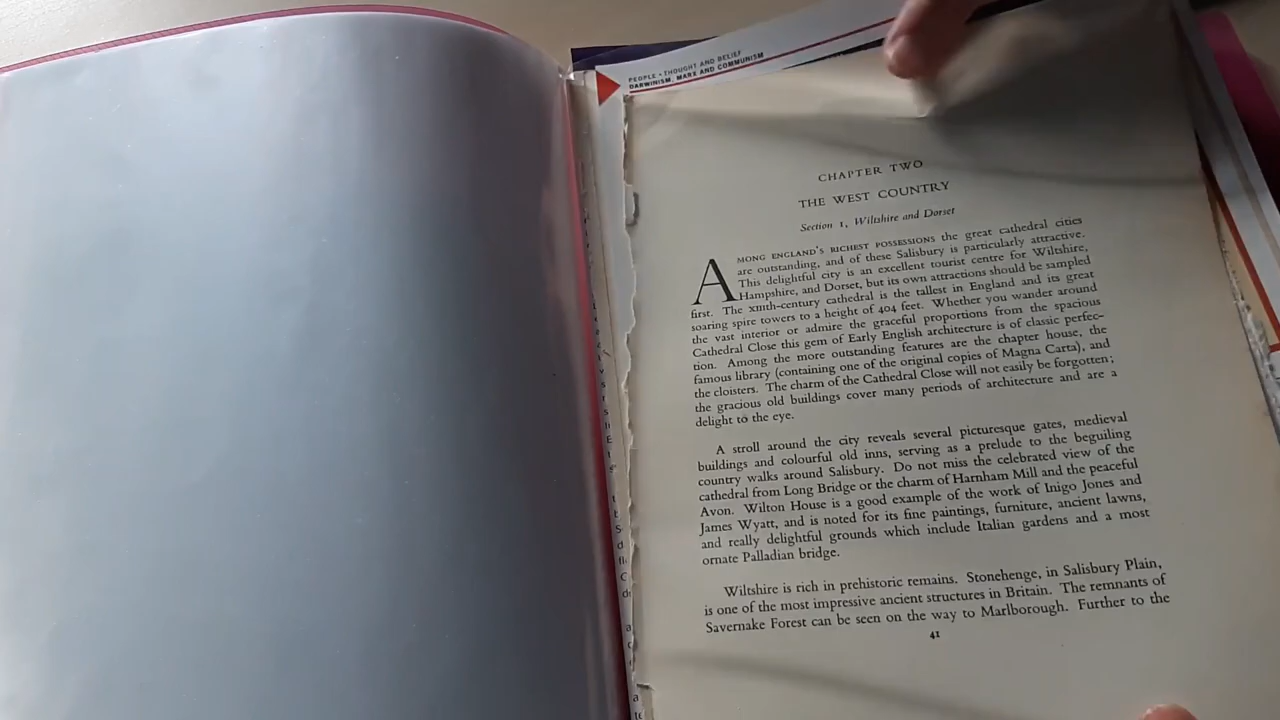 PEOPLE • THOUGHT AND BELIEF
DARWINISM, MARX AND COMMUNISM
CHAPTER TWO
THE WEST COUNTRY
Section 1, Wiltshire and Dorset
AMONG ENGLAND'S RICHEST POSSESSIONS the great cathedral cities
are outstanding, and of these Salisbury is particularly attractive.
This delightful city is an excellent tourist centre for Wiltshire,
Hampshire, and Dorset, but its own attractions should be sampled
first. The XIIIth-century cathedral is the tallest in England and its great
soaring spire towers to a height of 404 feet. Whether you wander around
the vast interior or admire the graceful proportions from the spacious
Cathedral Close this gem of Early English architecture is of classic perfec-
tion. Among the more outstanding features are the chapter house, the
famous library (containing one of the original copies of Magna Carta), and
the cloisters. The charm of the Cathedral Close will not easily be forgotten;
the gracious old buildings cover many periods of architecture and are a
delight to the eye.
A stroll around the city reveals several picturesque gates, medieval
buildings and colourful old inns, serving as a prelude to the beguiling
country walks around Salisbury. Do not miss the celebrated view of the
cathedral from Long Bridge or the charm of Harnham Mill and the peaceful
Avon. Wilton House is a good example of the work of Inigo Jones and
James Wyatt, and is noted for its fine paintings, furniture, ancient lawns,
and really delightful grounds which include Italian gardens and a most
ornate Palladian bridge.
Wiltshire is rich in prehistoric remains. Stonehenge, in Salisbury Plain,
is one of the most impressive ancient structures in Britain. The remnants of
Savernake Forest can be seen on the way to Marlborough. Further to the
41